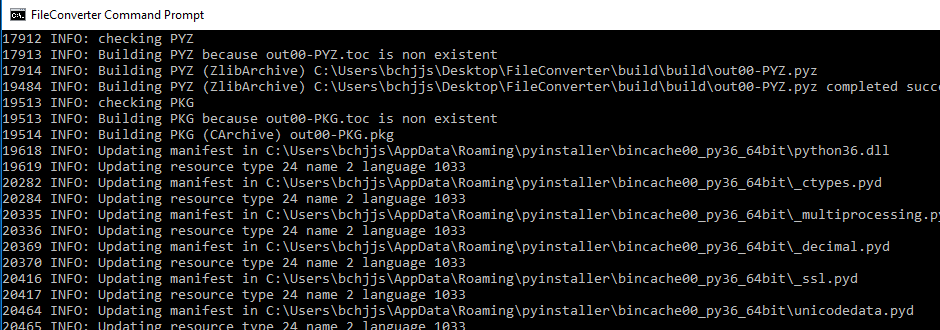 FileConverter Command Prompt
17912 INFO: checking PYZ
17913 INFO: Building PYZ because out00-PYZ.toc is non existent
17914 INFO: Building PYZ (ZlibArchive) C:\Users\bchjjs\Desktop\FileConverter\build\build\out00-PYZ.pyz
19484 INFO: Building PYZ (ZlibArchive) C:\Users\bchjjs\Desktop\FileConverter\build\build\out00-PYZ.pyz completed succe
19513 INFO: checking PKG
19513 INFO: Building PKG because out00-PKG.toc is non existent
19514 INFO: Building PKG (CArchive) out00-PKG.pkg
19618 INFO: Updating manifest in C:\Users\bchjjs\AppData\Roaming\pyinstaller\bincache00_py36_64bit\python36.dll
19619 INFO: Updating resource type 24 name 2 language 1033
20282 INFO: Updating manifest in C:\Users\bchjjs\AppData\Roaming\pyinstaller\bincache00_py36_64bit\_ctypes.pyd
20284 INFO: Updating resource type 24 name 2 language 1033
20335 INFO: Updating manifest in C:\Users\bchjjs\AppData\Roaming\pyinstaller\bincache00_py36_64bit\_multiprocessing.py
20336 INFO: Updating resource type 24 name 2 language 1033
20369 INFO: Updating manifest in C:\Users\bchjjs\AppData\Roaming\pyinstaller\bincache00_py36_64bit\_decimal.pyd
20370 INFO: Updating resource type 24 name 2 language 1033
20416 INFO: Updating manifest in C:\Users\bchjjs\AppData\Roaming\pyinstaller\bincache00_py36_64bit\_ssl.pyd
20417 INFO: Updating resource type 24 name 2 language 1033
20464 INFO: Updating manifest in C:\Users\bchjjs\AppData\Roaming\pyinstaller\bincache00_py36_64bit\unicodedata.pyd
20465 INFO: Updating resource type 24 name 2 language 1033